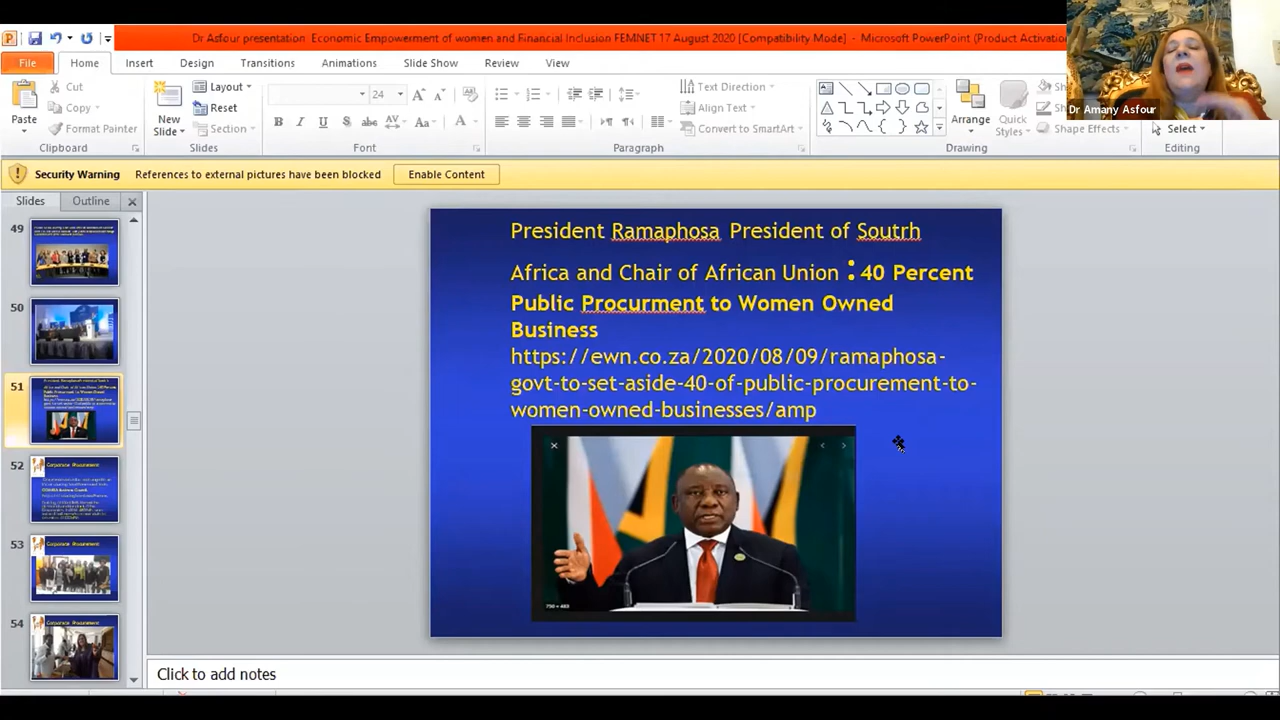 Dr Asfour presentation Economic Empowerment of women and Financial Inclusion FEMNET 17 August 2020 [Compatibility Mode] - Microsoft PowerPoint (Product Activation
File Home Insert Design Transitions Animations Slide Show Review View
Dr Amany Asfour
Paste
Cut
Copy
Format Painter
Clipboard
New Slide
Layout
Reset
Section
Slides
24
Font
Paragraph
Text Direction
Align Text
Convert to SmartArt
Arrange
Quick Styles
Shape Effects
Drawing
Select
Editing
Security Warning References to external pictures have been blocked Enable Content
Slides Outline
49
50
51
52
Corporate Procurment
53
Corporate Procurment
54
President Ramaphosa President of Soutrh
Africa and Chair of African Union : 40 Percent
Public Procurment to Women Owned
Business
https://ewn.co.za/2020/08/09/ramaphosa-
govt-to-set-aside-40-of-public-procurement-to-
women-owned-businesses/amp
Click to add notes